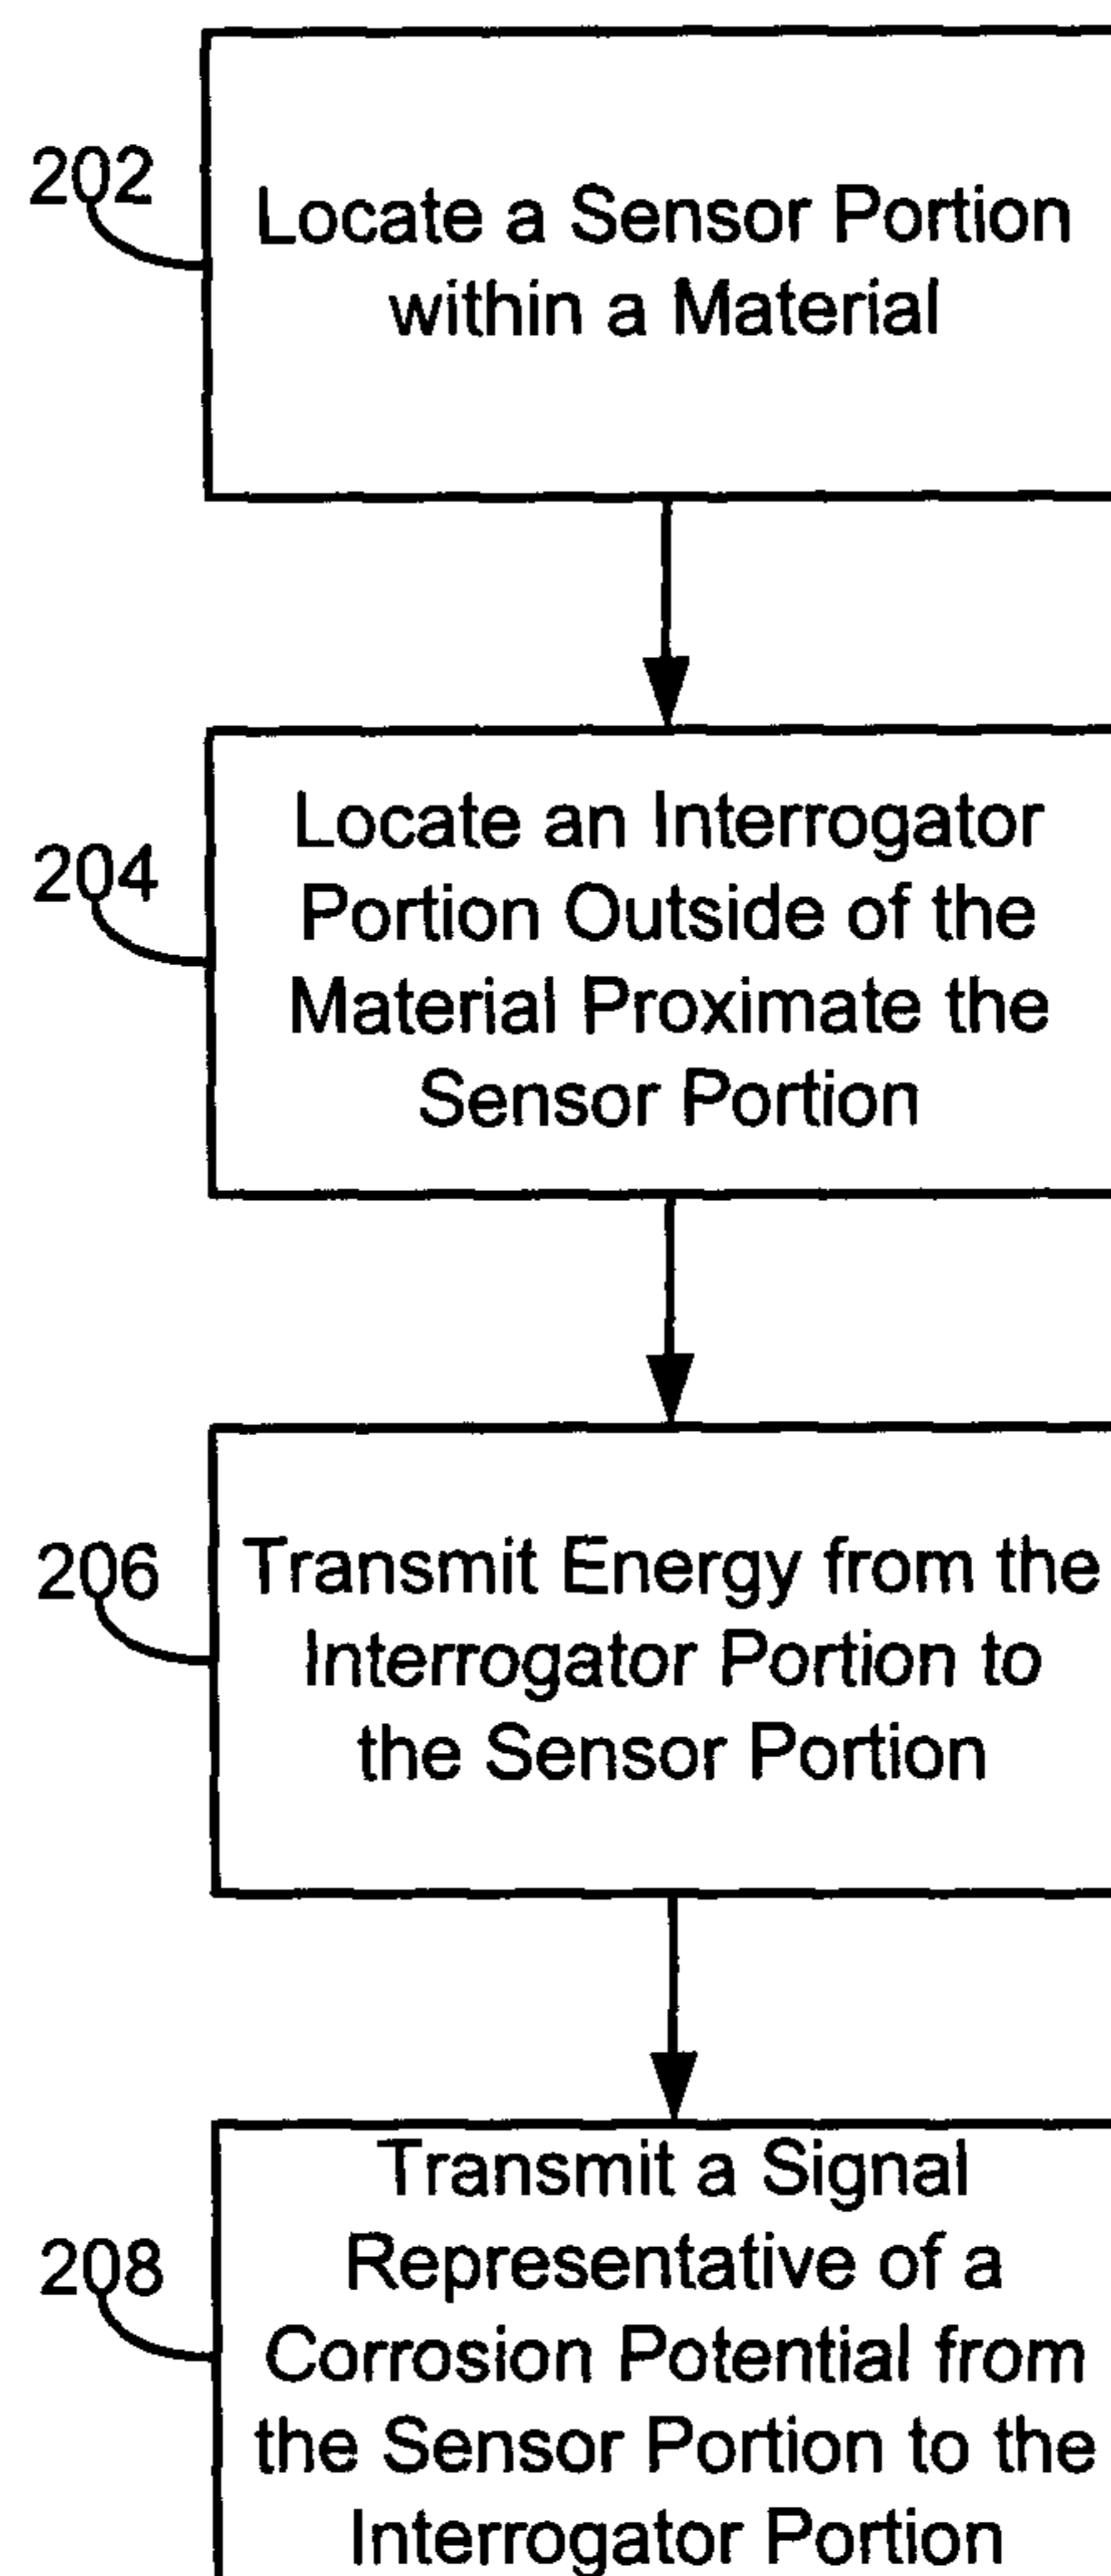 202
Locate a Sensor Portion
within a Material
204
Locate an Interrogator
Portion Outside of the
Material Proximate the
Sensor Portion
206
Transmit Energy from the
Interrogator Portion to
the Sensor Portion
208
Transmit a Signal
Representative of a
Corrosion Potential from
the Sensor Portion to the
Interrogator Portion